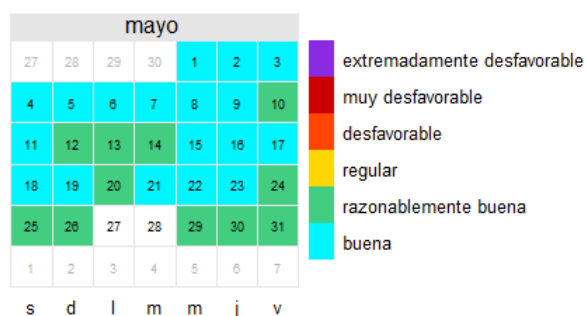 mayo
27 28 29 30 1 2 3
4 5 6 7 8 9 10
11 12 13 14 15 16 17
18 19 20 21 22 23 24
25 26 27 28 29 30 31
1 2 3 4 5 6 7
s d l m m j v
extremadamente desfavorable
muy desfavorable
desfavorable
regular
razonablemente buena
buena